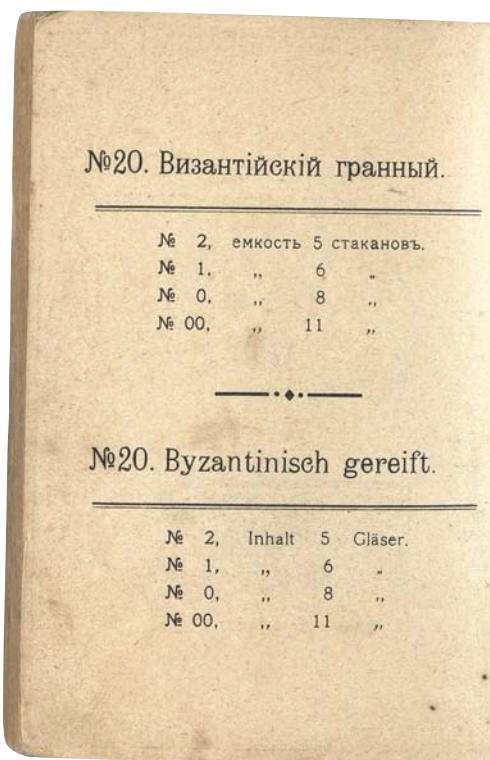 №20. Византійскій гранный.
№ 2, емкость 5 стакановъ.
№ 1, „ 6 „
№ 0, „ 8 „
№ 00, „ 11 „
№20. Byzantinisch gereift.
№ 2, Inhalt 5 Gläser.
№ 1, „ 6 „
№ 0, „ 8 „
№ 00, „ 11 „